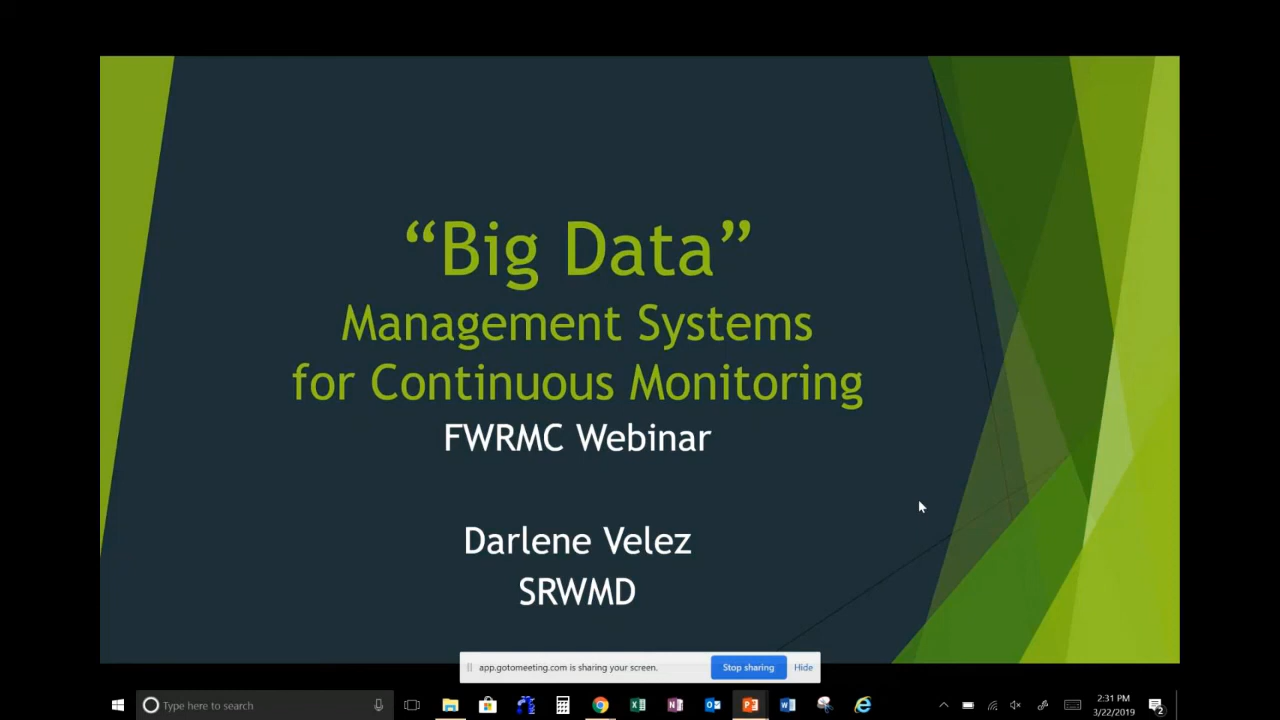 “Big Data”
Management Systems
for Continuous Monitoring
FWRMC Webinar
Darlene Velez
SRWMD
app.gotomeeting.com is sharing your screen.
Stop sharing
Hide
Type here to search
2:31 PM
3/22/2019
2